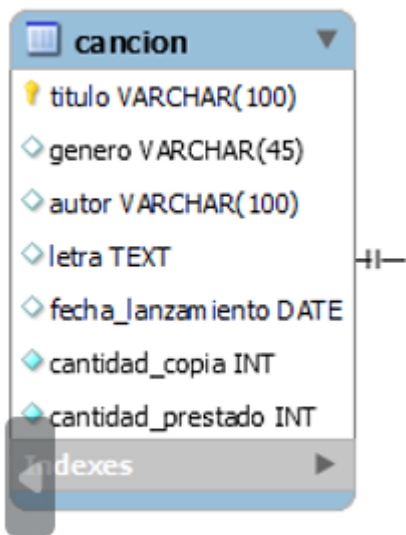 cancion
titulo VARCHAR(100)
genero VARCHAR(45)
autor VARCHAR(100)
letra TEXT
fecha_lanzamiento DATE
cantidad_copia INT
cantidad_prestado INT
Indexes